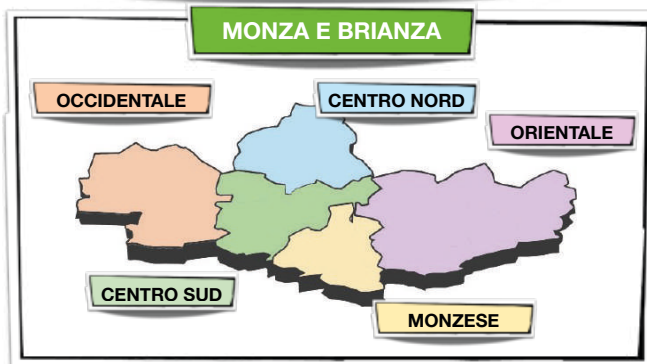 MONZA E BRIANZA
OCCIDENTALE
CENTRO NORD
ORIENTALE
CENTRO SUD
MONZESE